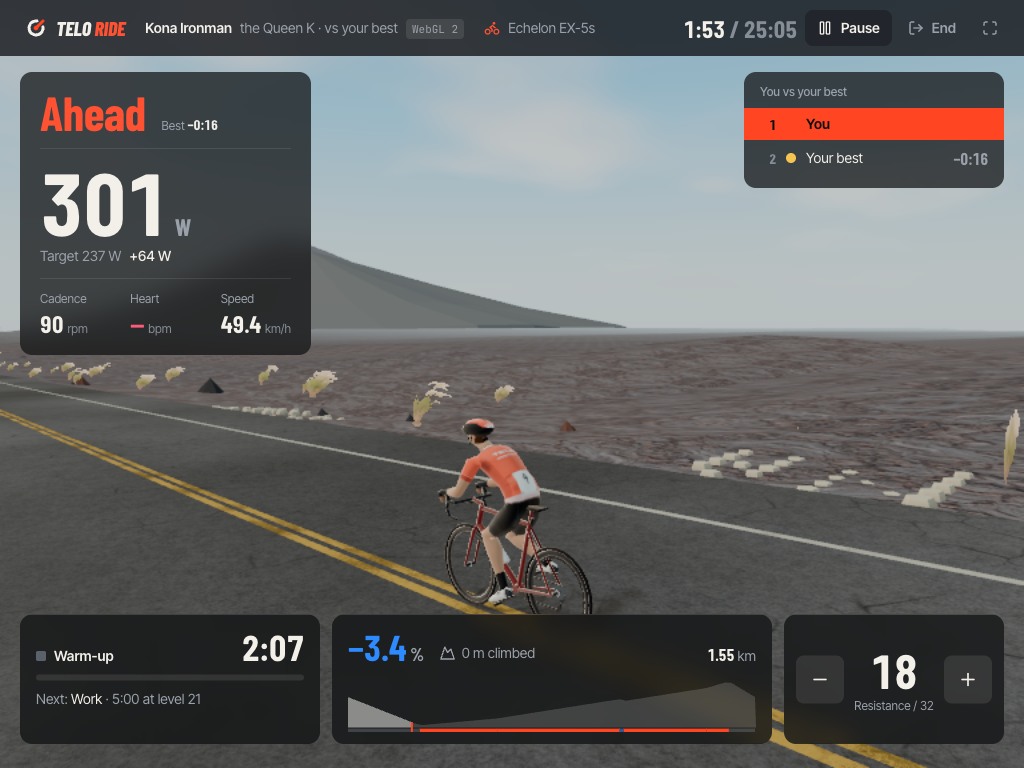 TELO RIDE Kona Ironman the Queen K · vs your best WebGL 2 Echelon EX-5s 1:53 / 25:05 Pause End
Ahead Best −0:16
301 W
Target 237 W +64 W
Cadence Heart Speed
90 rpm — bpm 49.4 km/h
You vs your best
1 You
2 Your best −0:16
Warm-up 2:07
Next: Work · 5:00 at level 21
−3.4 % 0 m climbed 1.55 km
− 18 +
Resistance / 32